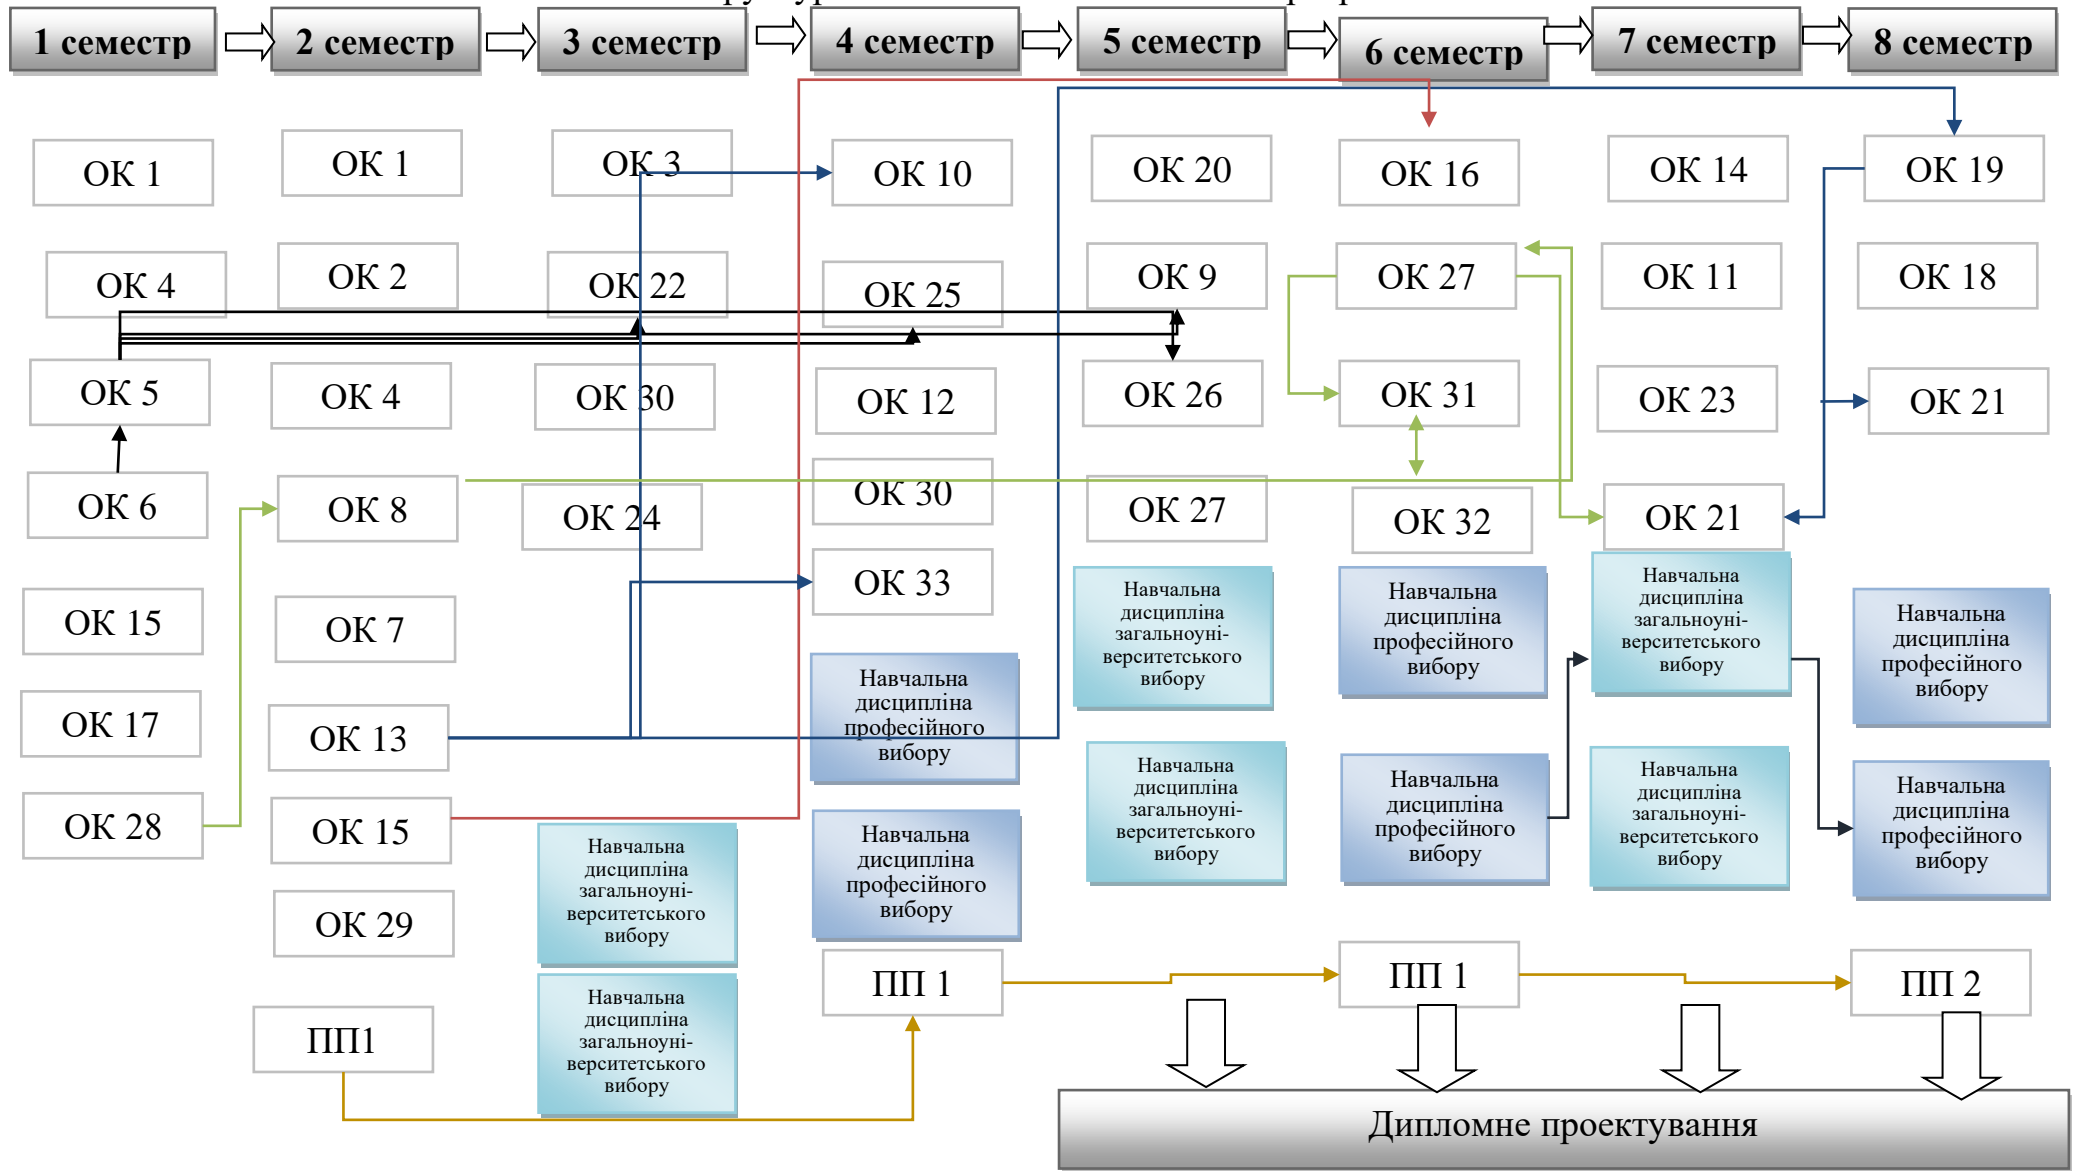 1 семестр
2 семестр
3 семестр
4 семестр
5 семестр
6 семестр
7 семестр
8 семестр
ОК 1
ОК 4
ОК 5
ОК 6
ОК 15
ОК 17
ОК 28
ОК 1
ОК 2
ОК 4
ОК 8
ОК 7
ОК 13
ОК 15
ОК 29
ПП1
ОК 3
ОК 22
ОК 30
ОК 24
Навчальна
дисципліна
загальноуні-
верситетського
вибору
Навчальна
дисципліна
загальноуні-
верситетського
вибору
ОК 10
ОК 25
ОК 12
ОК 30
ОК 33
Навчальна
дисципліна
професійного
вибору
Навчальна
дисципліна
професійного
вибору
ПП 1
ОК 20
ОК 9
ОК 26
ОК 27
Навчальна
дисципліна
загальноуні-
верситетського
вибору
Навчальна
дисципліна
загальноуні-
верситетського
вибору
ОК 16
ОК 27
ОК 31
ОК 32
Навчальна
дисципліна
професійного
вибору
Навчальна
дисципліна
професійного
вибору
ПП 1
ОК 14
ОК 11
ОК 23
ОК 21
Навчальна
дисципліна
загальноуні-
верситетського
вибору
Навчальна
дисципліна
загальноуні-
верситетського
вибору
ОК 19
ОК 18
ОК 21
Навчальна
дисципліна
професійного
вибору
Навчальна
дисципліна
професійного
вибору
ПП 2
Дипломне проектування